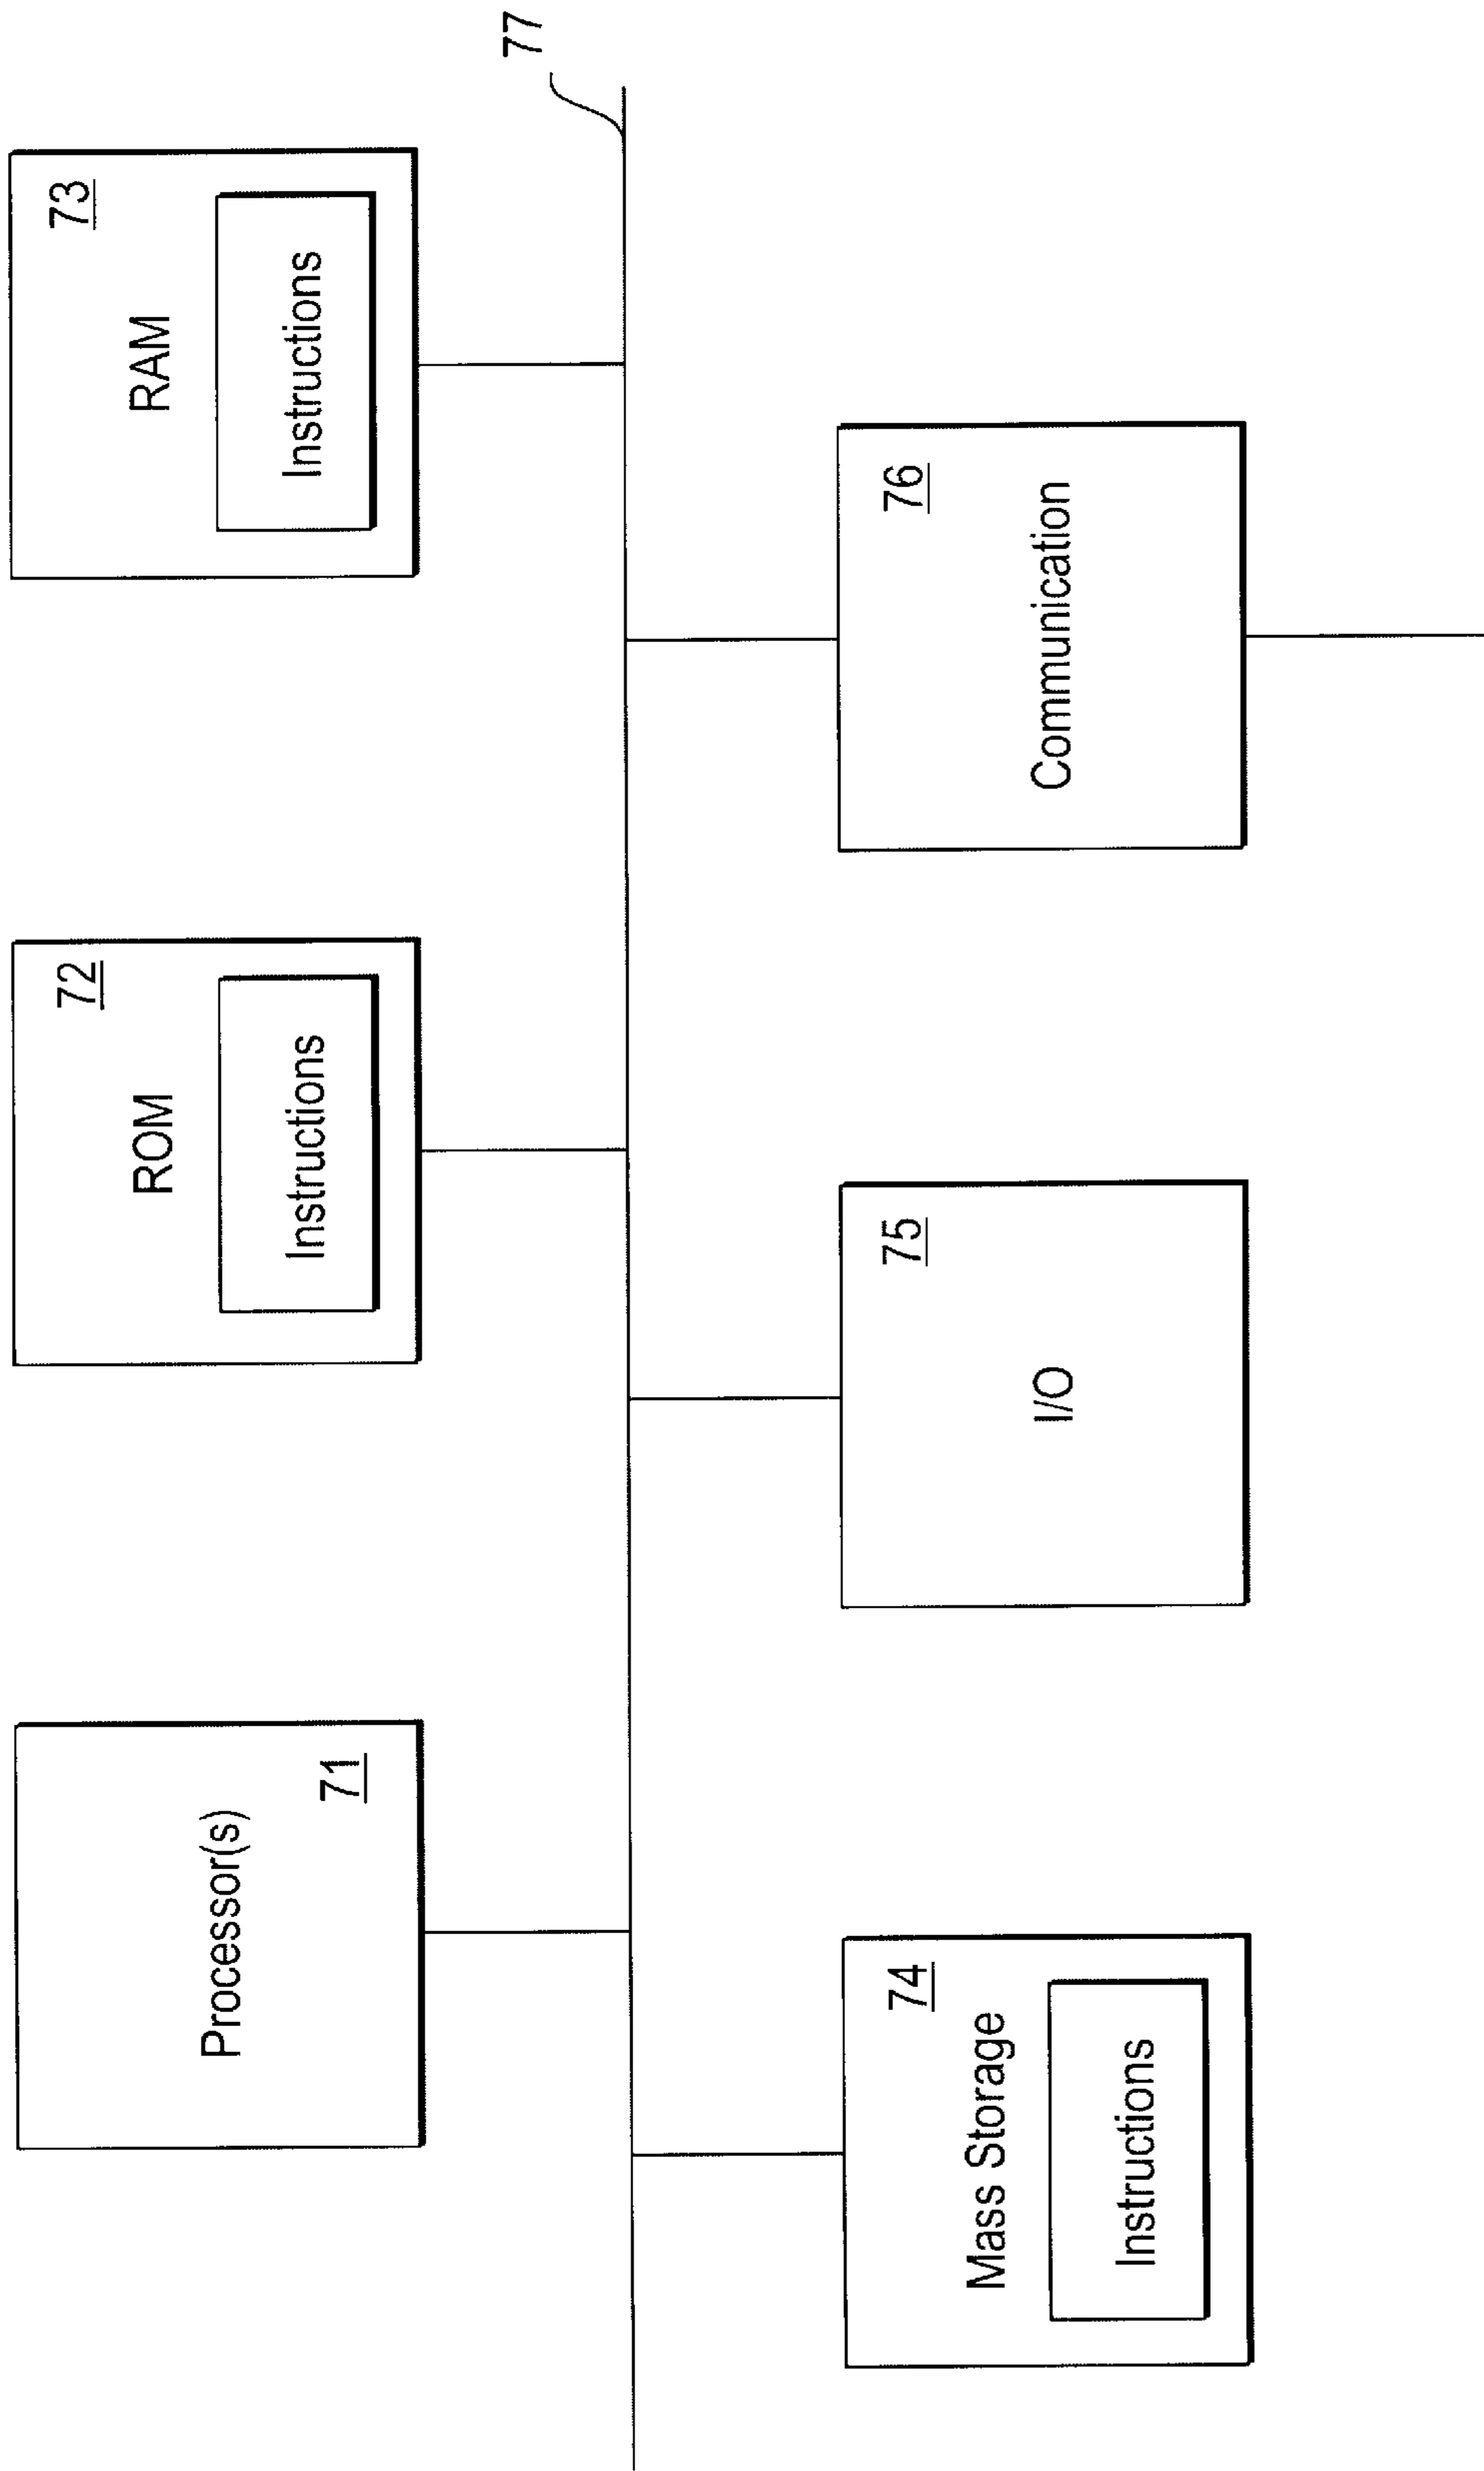 Processor(s)
71
72
ROM
Instructions
73
RAM
Instructions
77
74
Mass Storage
Instructions
75
I/O
76
Communication